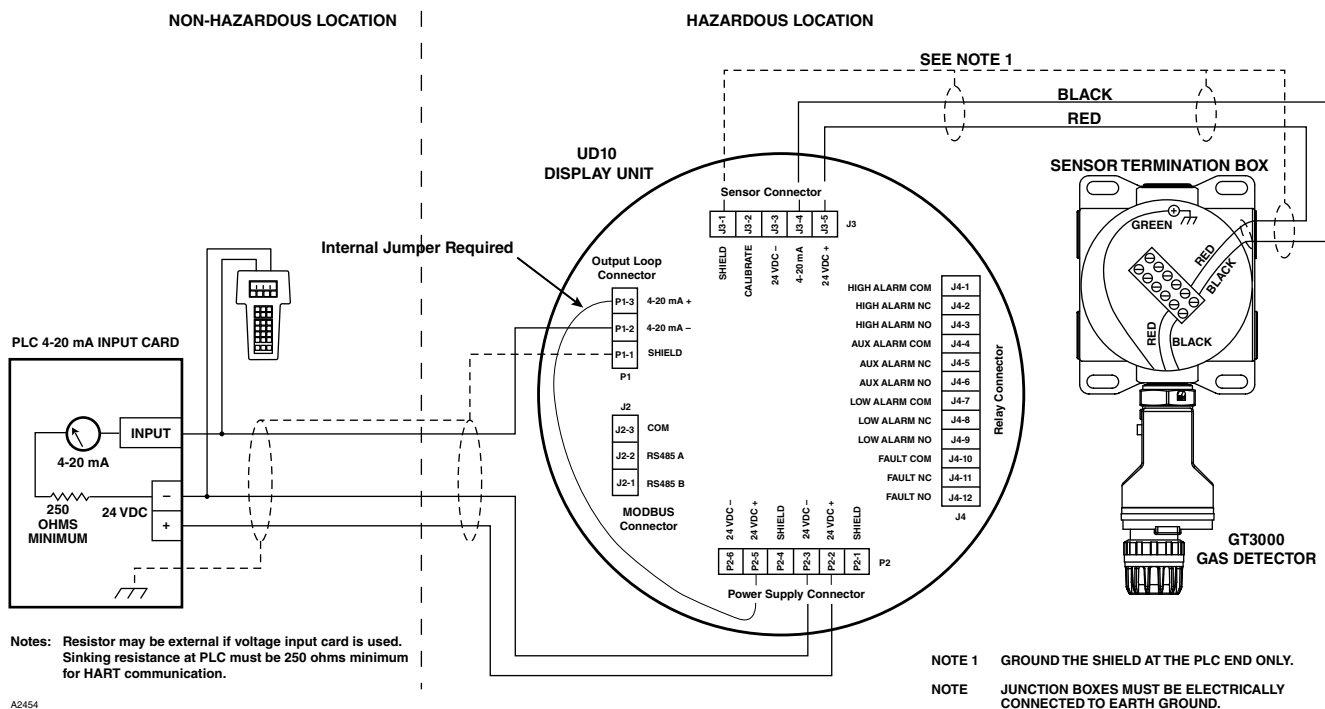 NON-HAZARDOUS LOCATION
HAZARDOUS LOCATION
SEE NOTE 1
BLACK
RED
UD10
DISPLAY UNIT
SENSOR TERMINATION BOX
Sensor Connector
J3-1
J3-2
J3-3
J3-4
J3-5
J3
SHIELD
CALIBRATE
24 VDC –
4-20 mA
24 VDC +
GREEN
RED
BLACK
RED
BLACK
Internal Jumper Required
Output Loop
Connector
P1-3 4-20 mA +
P1-2 4-20 mA –
P1-1 SHIELD
P1
HIGH ALARM COM J4-1
HIGH ALARM NC J4-2
HIGH ALARM NO J4-3
AUX ALARM COM J4-4
AUX ALARM NC J4-5
AUX ALARM NO J4-6
LOW ALARM COM J4-7
LOW ALARM NC J4-8
LOW ALARM NO J4-9
FAULT COM J4-10
FAULT NC J4-11
FAULT NO J4-12
J4
Relay Connector
PLC 4-20 mA INPUT CARD
INPUT
4-20 mA
–
24 VDC
+
250
OHMS
MINIMUM
J2
J2-3 COM
J2-2 RS485 A
J2-1 RS485 B
MODBUS
Connector
24 VDC –
24 VDC +
SHIELD
24 VDC –
24 VDC +
SHIELD
P2-6
P2-5
P2-4
P2-3
P2-2
P2-1
P2
Power Supply Connector
GT3000
GAS DETECTOR
Notes: Resistor may be external if voltage input card is used.
Sinking resistance at PLC must be 250 ohms minimum
for HART communication.
NOTE 1 GROUND THE SHIELD AT THE PLC END ONLY.
NOTE JUNCTION BOXES MUST BE ELECTRICALLY
CONNECTED TO EARTH GROUND.
A2454